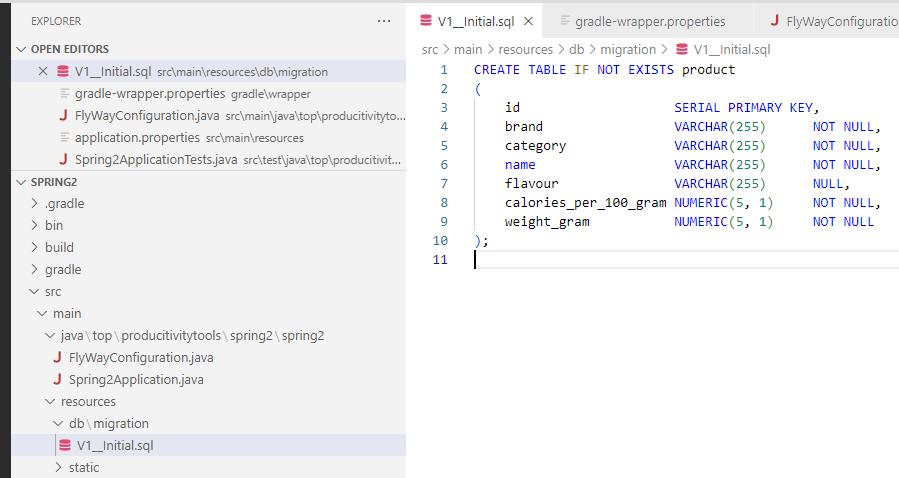 EXPLORER ···
OPEN EDITORS
V1__Initial.sql src\main\resources\db\migration
gradle-wrapper.properties gradle\wrapper
FlyWayConfiguration.java src\main\java\top\producitivityto...
application.properties src\main\resources
Spring2ApplicationTests.java src\test\java\top\producitivit...
SPRING2
.gradle
bin
build
gradle
src
main
java\top\producitivitytools\spring2\spring2
FlyWayConfiguration.java
Spring2Application.java
resources
db\migration
V1__Initial.sql
static
V1__Initial.sql gradle-wrapper.properties FlyWayConfiguratio
src > main > resources > db > migration > V1__Initial.sql
1 CREATE TABLE IF NOT EXISTS product
2 (
3 id SERIAL PRIMARY KEY,
4 brand VARCHAR(255) NOT NULL,
5 category VARCHAR(255) NOT NULL,
6 name VARCHAR(255) NOT NULL,
7 flavour VARCHAR(255) NULL,
8 calories_per_100_gram NUMERIC(5, 1) NOT NULL,
9 weight_gram NUMERIC(5, 1) NOT NULL
10 );
11